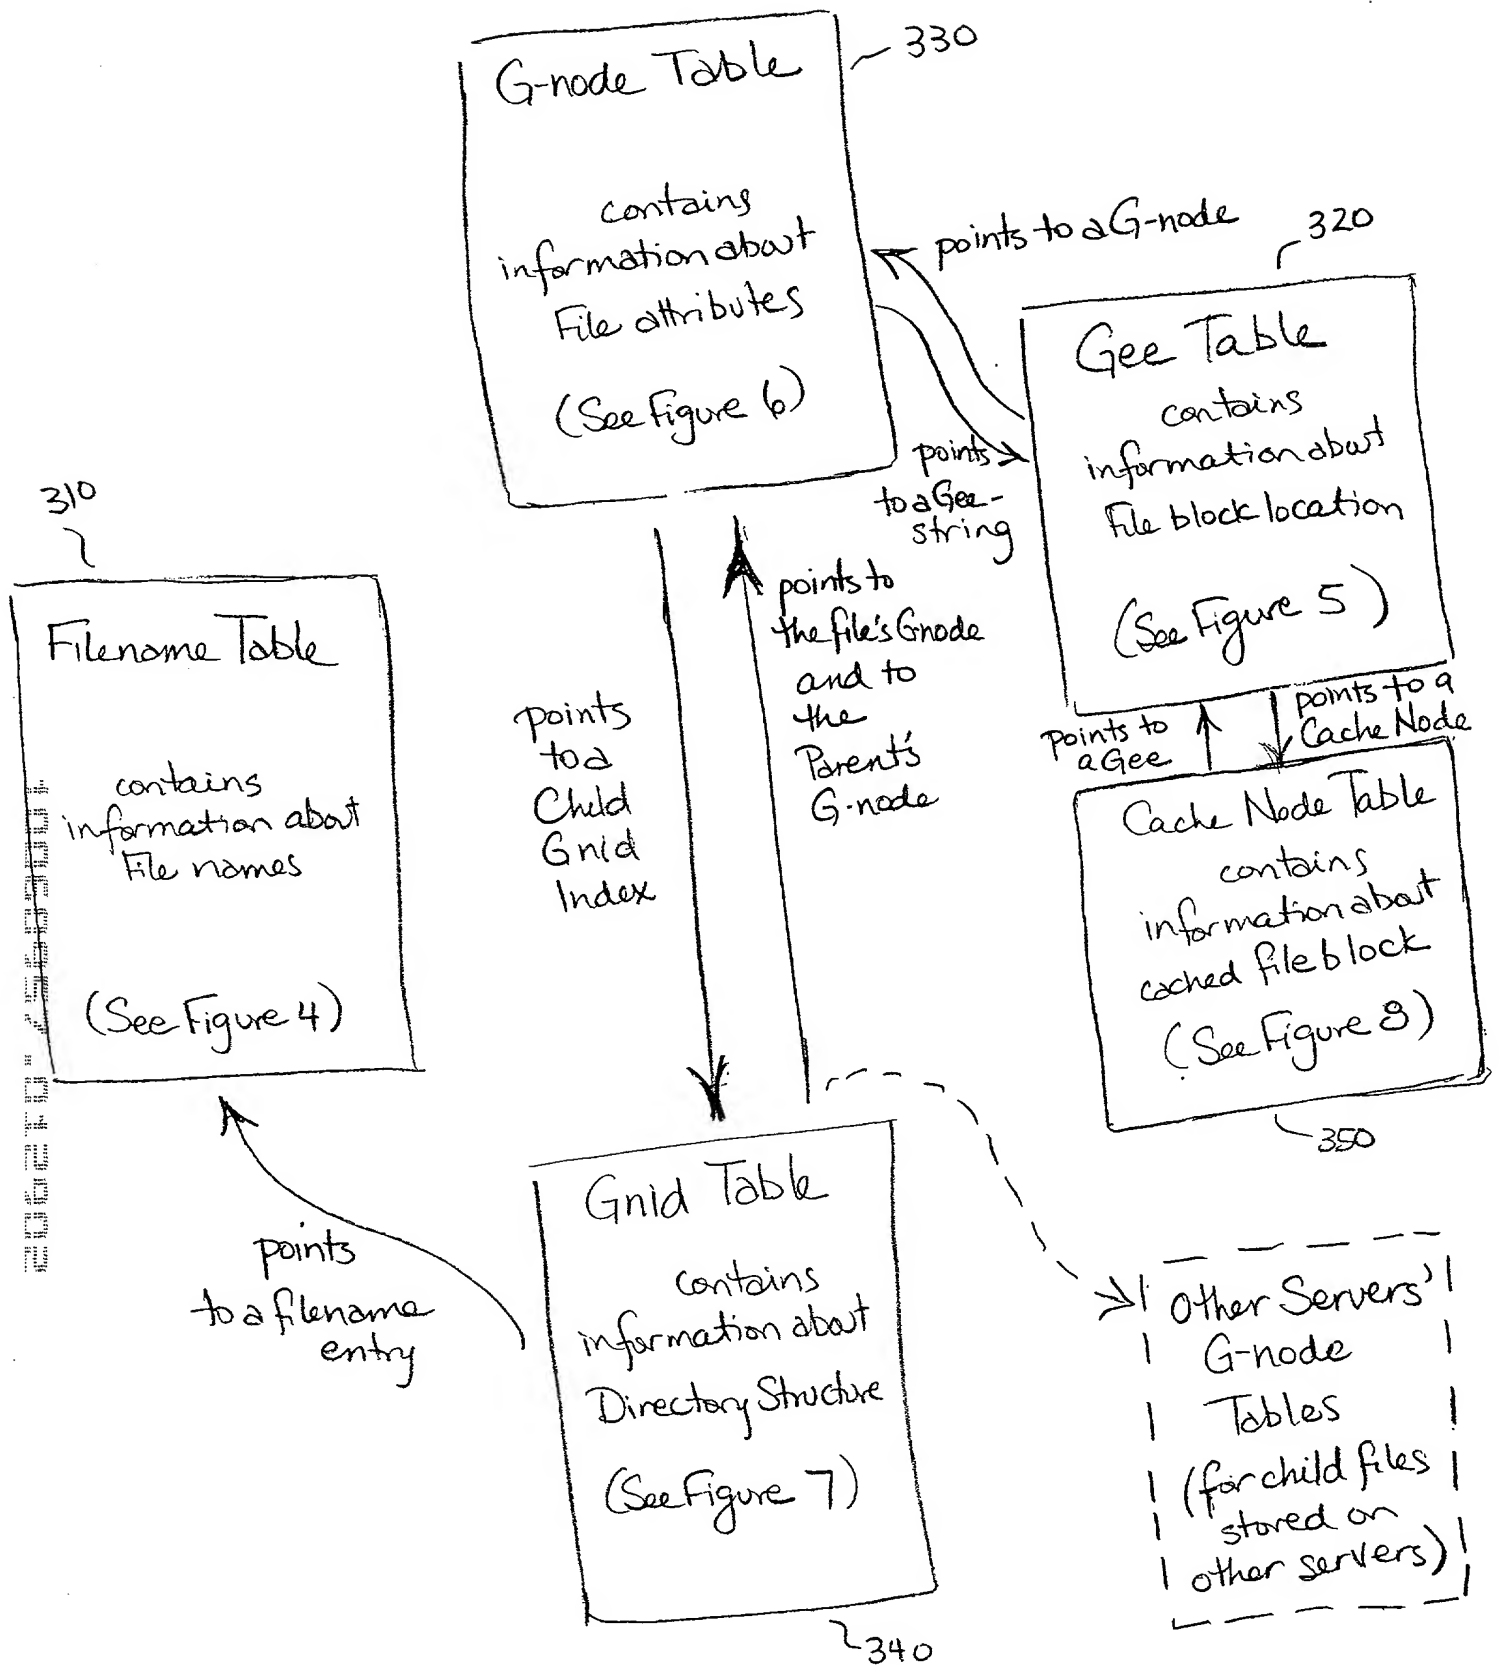 330
G-node Table
contains
information about
File attributes
(See Figure 6)
points to a G-node
320
Gee Table
contains
information about
File block location
(See Figure 5)
points
to a Gee-
string
310
Filename Table
contains
information about
File names
(See Figure 4)
points
to a
Child
Gnid
Index
points to
the file's Gnode
and to
the
Parent's
G-node
points to
a Gee
points to a
Cache Node
Cache Node Table
contains
information about
cached file block
(See Figure 8)
350
points
to a filename
entry
Gnid Table
contains
information about
Directory Structure
(See Figure 7)
340
Other Servers'
G-node
Tables
(for child files
stored on
other servers)